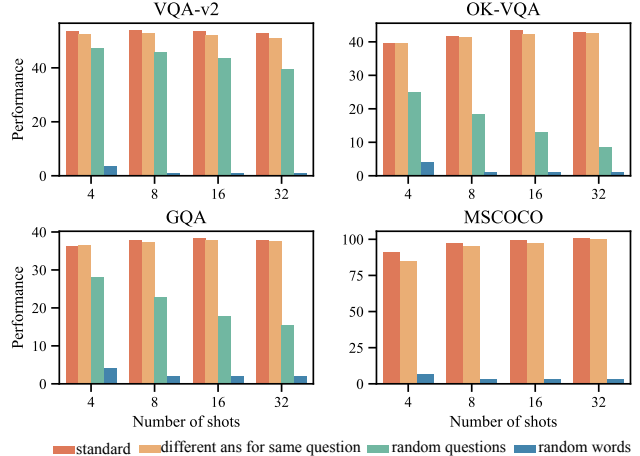 VQA-v2
OK-VQA
Performance
0
20
40
4
8
16
32
0
10
20
30
40
4
8
16
32
GQA
MSCOCO
Performance
0
10
20
30
40
4
8
16
32
Number of shots
0
25
50
75
100
4
8
16
32
Number of shots
standard
different ans for same question
random questions
random words